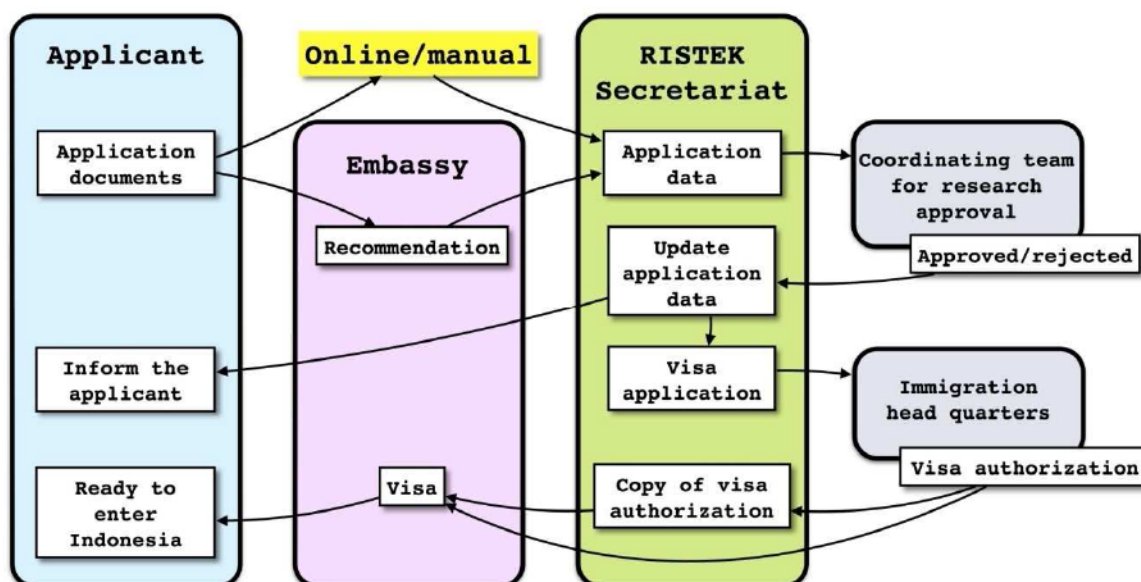 Applicant
Online/manual
RISTEK
Secretariat
Application
documents
Embassy
Recommendation
Application
data
Coordinating team
for research
approval
Approved/rejected
Update
application
data
Inform the
applicant
Visa
application
Immigration
head quarters
Visa authorization
Ready to
enter
Indonesia
Visa
Copy of visa
authorization